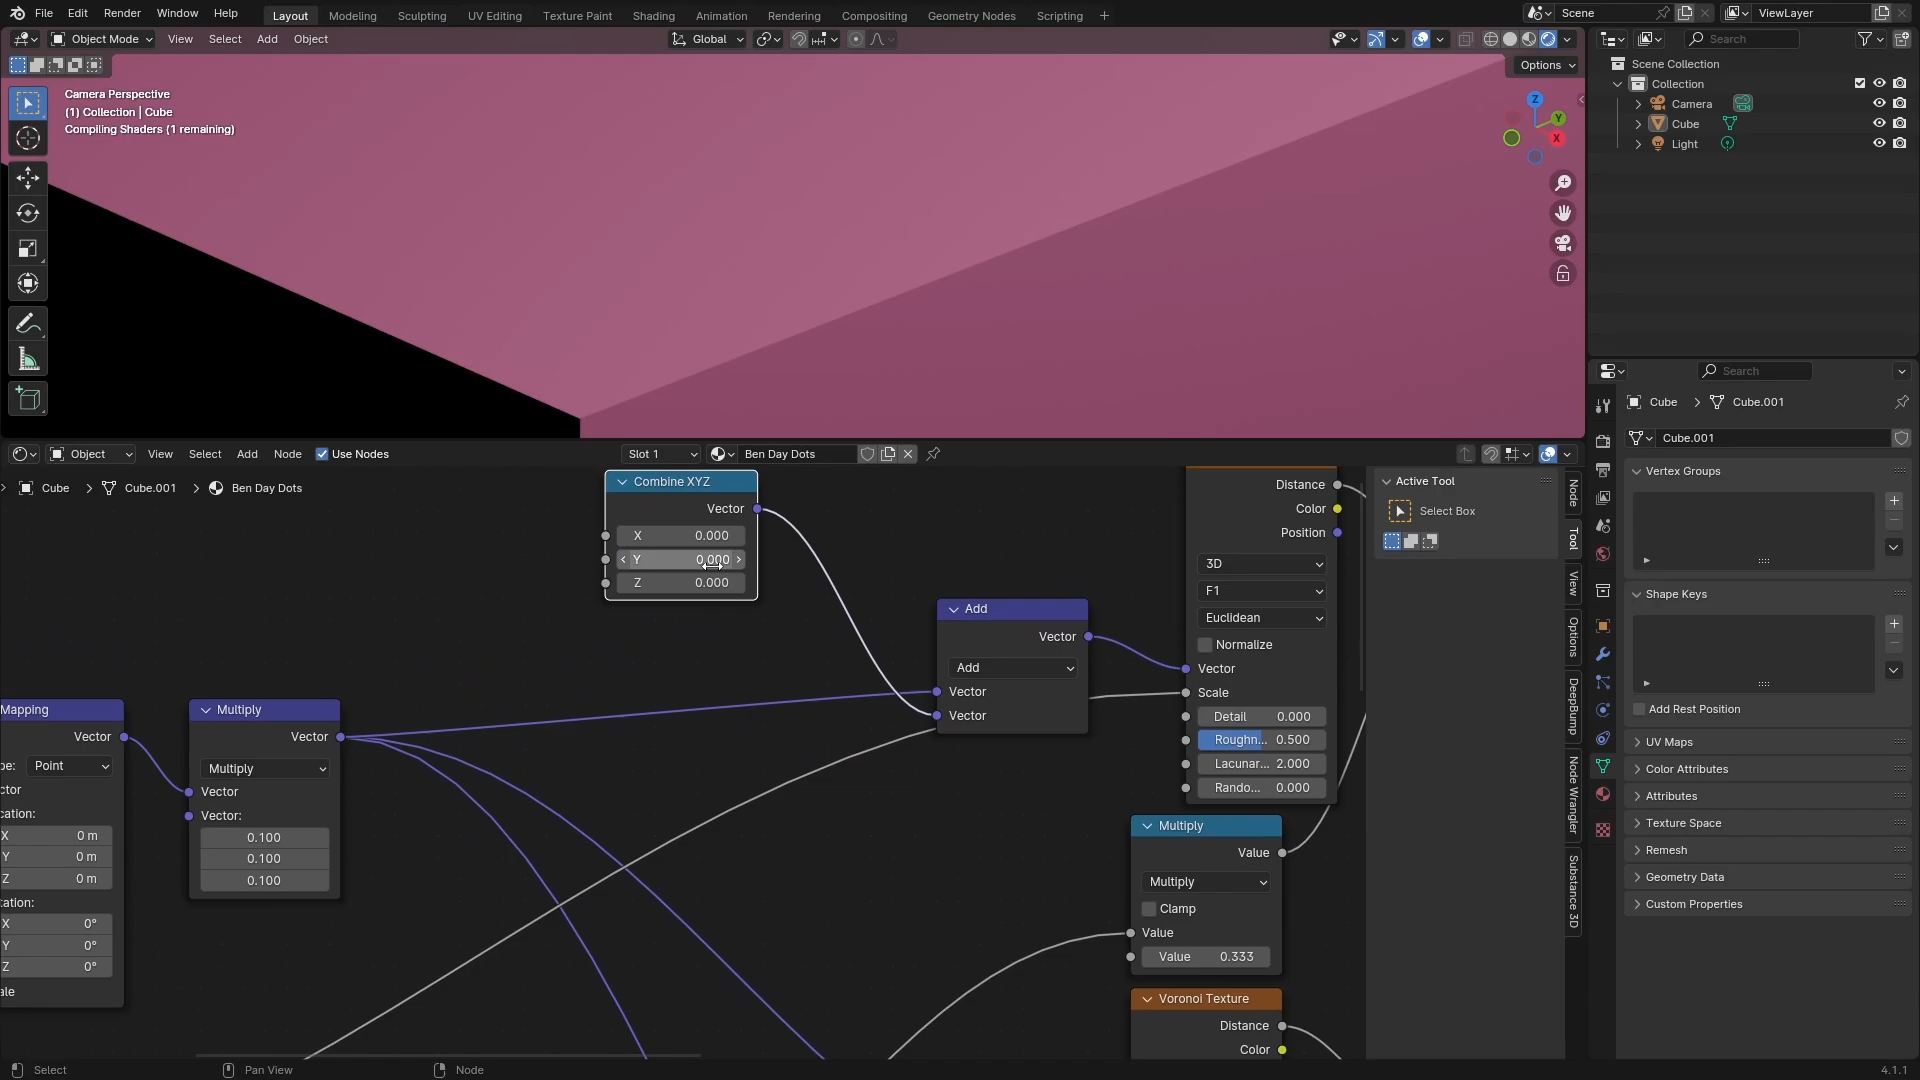 File Edit Render Window Help Layout Modeling Sculpting UV Editing Texture Paint Shading Animation Rendering Compositing Geometry Nodes Scripting + Scene ViewLayer
Object Mode View Select Add Object Global Search
Options
Camera Perspective
(1) Collection | Cube
Compiling Shaders (1 remaining)
Z
Y
X
Scene Collection
Collection
Camera
Cube
Light
Search
Cube > Cube.001
Cube.001
Vertex Groups
Shape Keys
Add Rest Position
UV Maps
Color Attributes
Attributes
Texture Space
Remesh
Geometry Data
Custom Properties
Object View Select Add Node Use Nodes Slot 1 Ben Day Dots
Cube > Cube.001 > Ben Day Dots
Combine XYZ
Vector
X 0.000
Y 0.000
Z 0.000
Mapping
Vector
pe: Point
ctor
cation:
X 0 m
Y 0 m
Z 0 m
tation:
X 0°
Y 0°
Z 0°
ale
Multiply
Vector
Multiply
Vector
Vector:
0.100
0.100
0.100
Add
Vector
Add
Vector
Vector
Distance
Color
Position
3D
F1
Euclidean
Normalize
Vector
Scale
Detail 0.000
Roughn... 0.500
Lacunar... 2.000
Rando... 0.000
Multiply
Value
Multiply
Clamp
Value
Value 0.333
Voronoi Texture
Distance
Color
Active Tool
Select Box
Node
Tool
View
Options
DeepBump
Node Wrangler
Substance 3D
Select Pan View Node 4.1.1